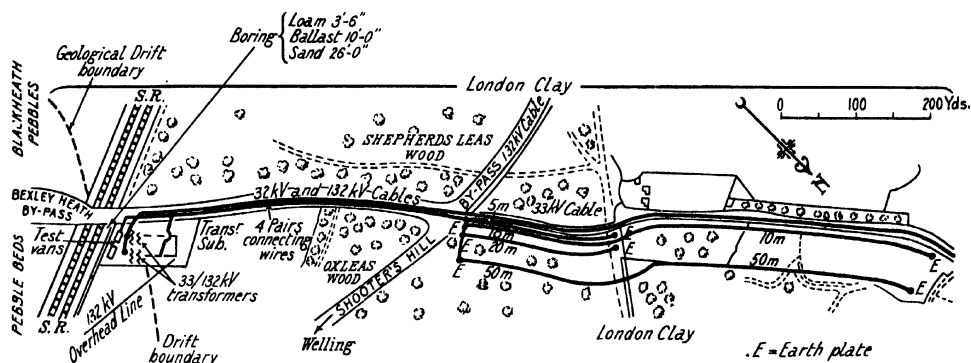 Boring { Loam 3'-6"
Ballast 10'-0"
Sand 26'-0"
Geological Drift
boundary
London Clay
S.R.
BLACKHEATH
PEBBLES
0 100 200 Yds.
N
SHEPHERDS LEAS
WOOD
BY-PASS 132kV Cable
BEXLEY HEATH
BY-PASS
32kV and 132kV Cables
5m
33kV Cable
Test
vans
Transf.
Sub.
4 Pairs
connecting
wires
E
E
15m
20m
E
10m
E
PEBBLE BEDS
33/132kV
transformers
OXLEAS
WOOD
SHOOTER'S HILL
E
50m
50m
E
S.R.
132kV
Overhead Line
Drift
boundary
Welling
London Clay
E = Earth plate